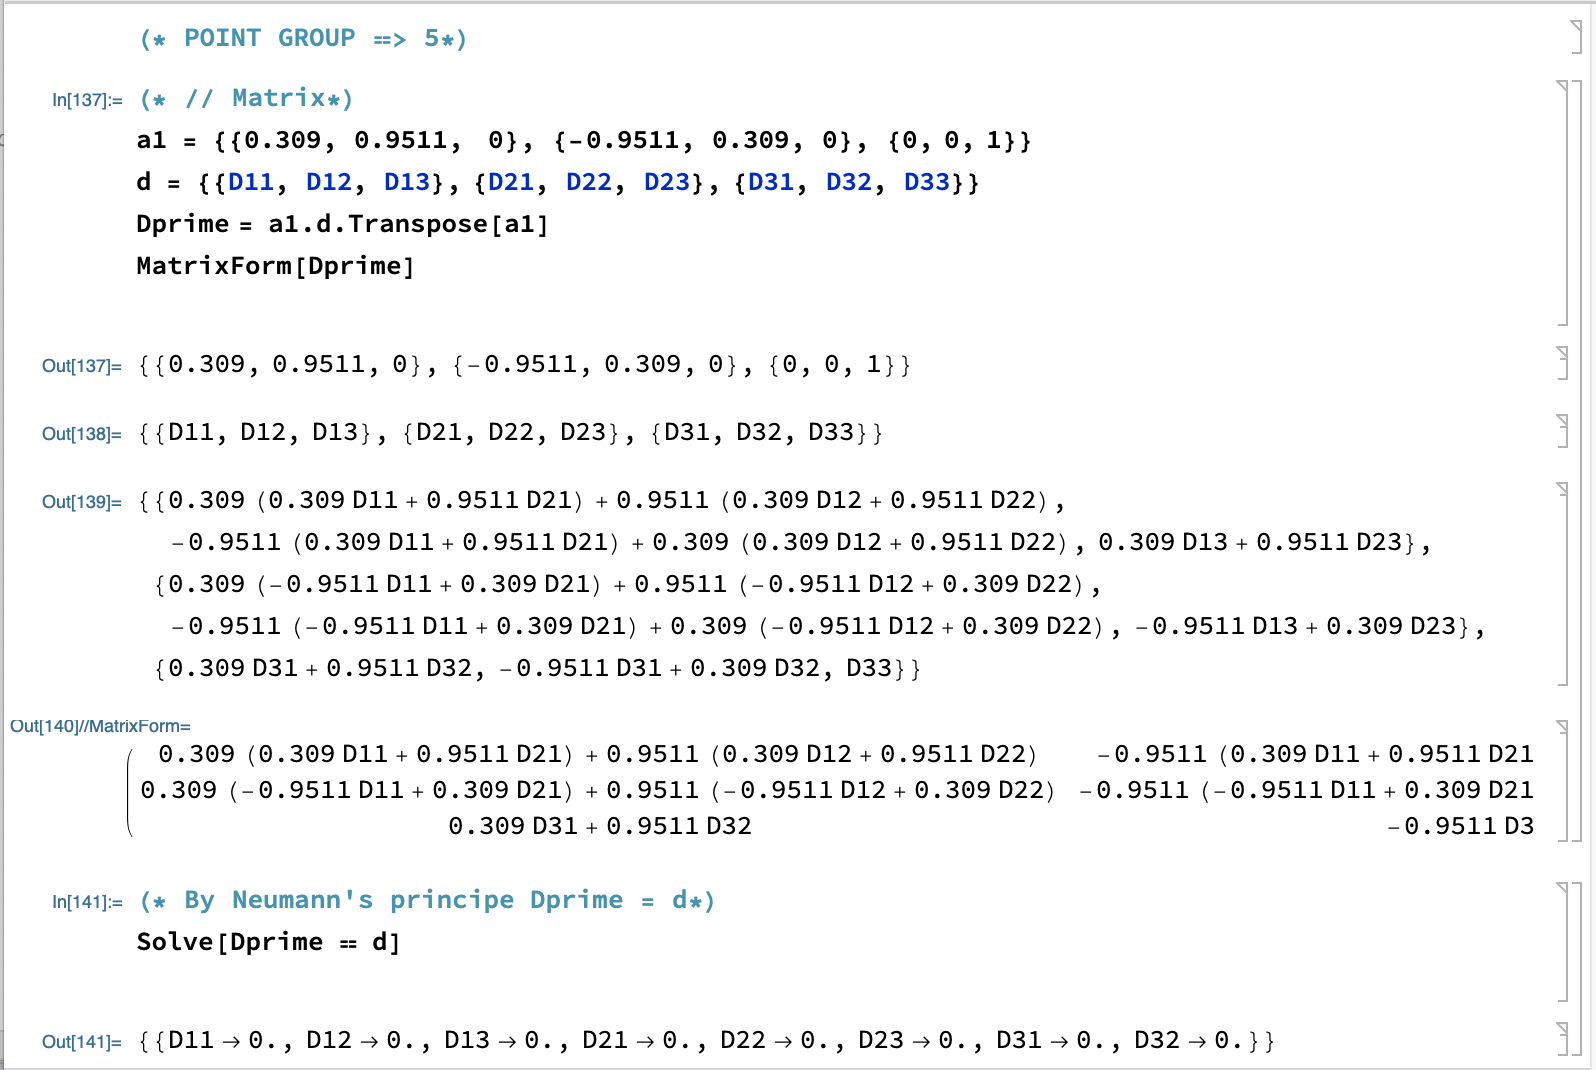 (* POINT GROUP ==> 5*)
In[137]:= (* // Matrix*)
a1 = {{0.309, 0.9511, 0}, {-0.9511, 0.309, 0}, {0, 0, 1}}
d = {{D11, D12, D13}, {D21, D22, D23}, {D31, D32, D33}}
Dprime = a1.d.Transpose[a1]
MatrixForm[Dprime]
Out[137]= {{0.309, 0.9511, 0}, {-0.9511, 0.309, 0}, {0, 0, 1}}
Out[138]= {{D11, D12, D13}, {D21, D22, D23}, {D31, D32, D33}}
Out[139]= {{0.309 (0.309 D11 + 0.9511 D21) + 0.9511 (0.309 D12 + 0.9511 D22),
-0.9511 (0.309 D11 + 0.9511 D21) + 0.309 (0.309 D12 + 0.9511 D22), 0.309 D13 + 0.9511 D23},
{0.309 (-0.9511 D11 + 0.309 D21) + 0.9511 (-0.9511 D12 + 0.309 D22),
-0.9511 (-0.9511 D11 + 0.309 D21) + 0.309 (-0.9511 D12 + 0.309 D22), -0.9511 D13 + 0.309 D23},
{0.309 D31 + 0.9511 D32, -0.9511 D31 + 0.309 D32, D33}}
Out[140]//MatrixForm=
0.309 (0.309 D11 + 0.9511 D21) + 0.9511 (0.309 D12 + 0.9511 D22) -0.9511 (0.309 D11 + 0.9511 D21
0.309 (-0.9511 D11 + 0.309 D21) + 0.9511 (-0.9511 D12 + 0.309 D22) -0.9511 (-0.9511 D11 + 0.309 D21
0.309 D31 + 0.9511 D32 -0.9511 D3
In[141]:= (* By Neumann's principe Dprime = d*)
Solve[Dprime == d]
Out[141]= {{D11 → 0., D12 → 0., D13 → 0., D21 → 0., D22 → 0., D23 → 0., D31 → 0., D32 → 0.}}